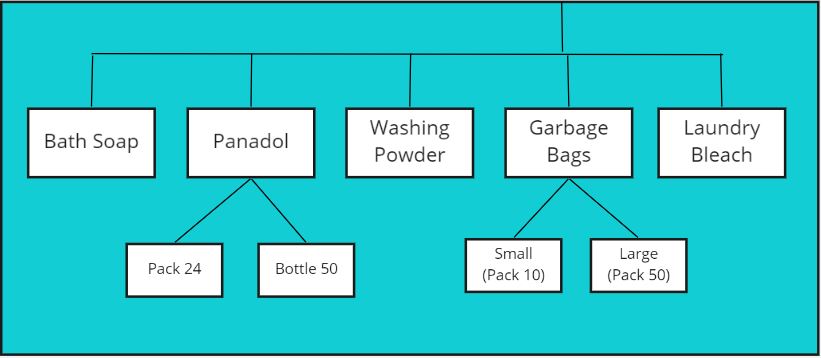 Bath Soap
Panadol
Washing
Powder
Garbage
Bags
Laundry
Bleach
Pack 24
Bottle 50
Small
(Pack 10)
Large
(Pack 50)